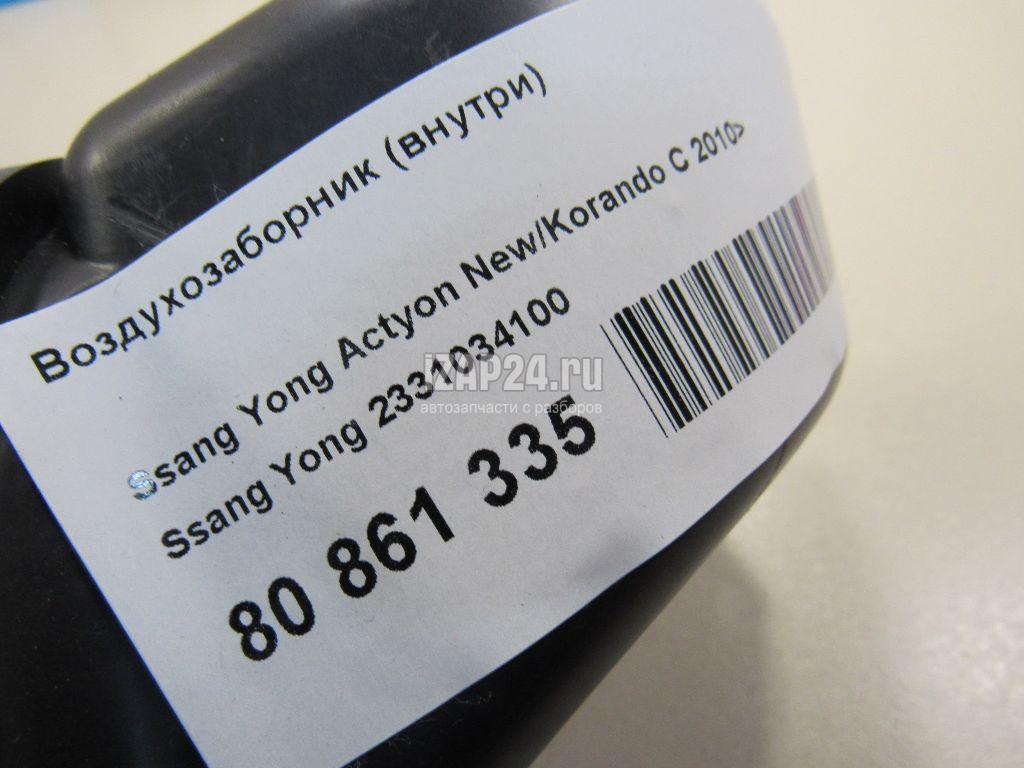 Воздухозаборник (внутри)
Ssang Yong Actyon New/Korando C 2010>
Ssang Yong 2331034100
80 861 335
iZAP24.ru
автозапчасти с разборов